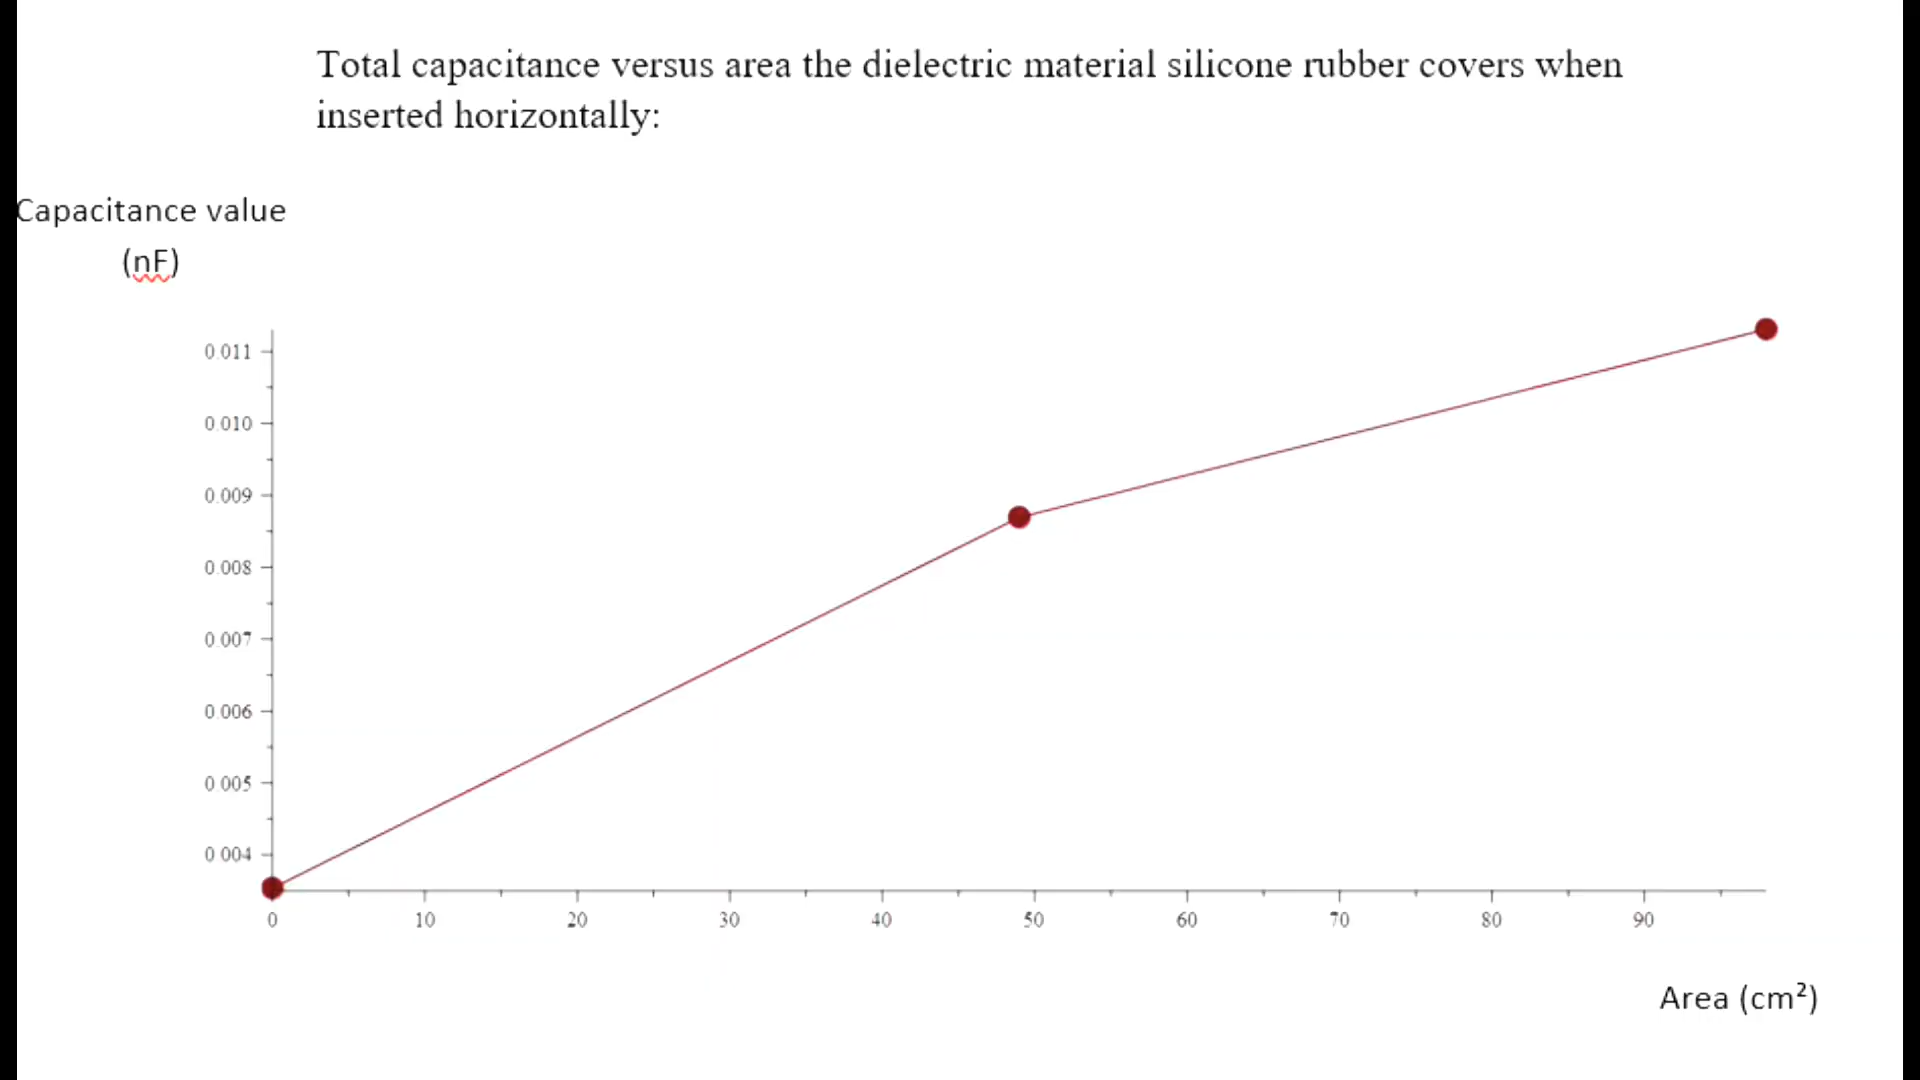 Total capacitance versus area the dielectric material silicone rubber covers when
inserted horizontally:
Capacitance value
(nF)
0.011
0.010
0.009
0.008
0.007
0.006
0.005
0.004
0 10 20 30 40 50 60 70 80 90
Area (cm²)